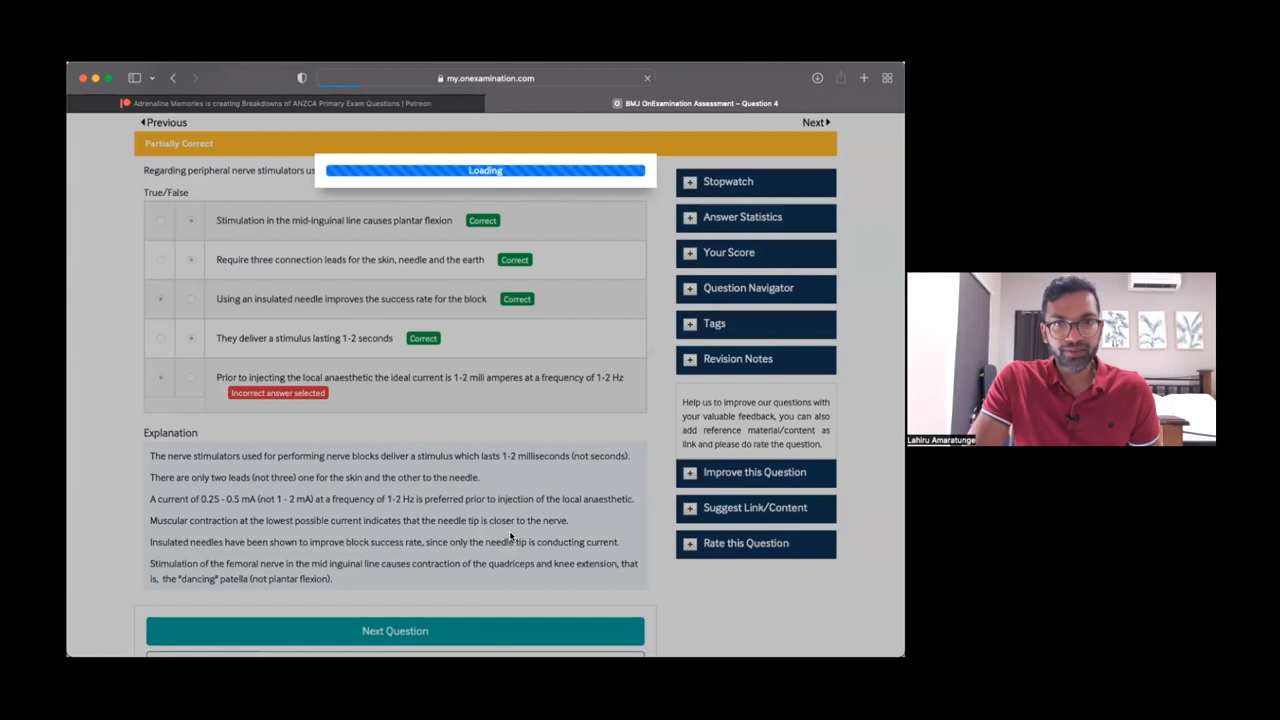 my.onexamination.com
Adrenaline Memories is creating Breakdowns of ANZCA Primary Exam Questions | Patreon
BMJ OnExamination Assessment – Question 4
Previous
Next
Partially Correct
Regarding peripheral nerve stimulators us
Loading
True/False
Stimulation in the mid-inguinal line causes plantar flexion Correct
Require three connection leads for the skin, needle and the earth Correct
Using an insulated needle improves the success rate for the block Correct
They deliver a stimulus lasting 1-2 seconds Correct
Prior to injecting the local anaesthetic the ideal current is 1-2 mili amperes at a frequency of 1-2 Hz
Incorrect answer selected
Explanation
The nerve stimulators used for performing nerve blocks deliver a stimulus which lasts 1-2 milliseconds (not seconds).
There are only two leads (not three) one for the skin and the other to the needle.
A current of 0.25 - 0.5 mA (not 1 - 2 mA) at a frequency of 1-2 Hz is preferred prior to injection of the local anaesthetic.
Muscular contraction at the lowest possible current indicates that the needle tip is closer to the nerve.
Insulated needles have been shown to improve block success rate, since only the needle tip is conducting current.
Stimulation of the femoral nerve in the mid inguinal line causes contraction of the quadriceps and knee extension, that
is, the "dancing" patella (not plantar flexion).
Next Question
Stopwatch
Answer Statistics
Your Score
Question Navigator
Tags
Revision Notes
Help us to improve our questions with
your valuable feedback, you can also
add reference material/content as
link and please do rate the question.
Improve this Question
Suggest Link/Content
Rate this Question
Lahiru Amaratunge